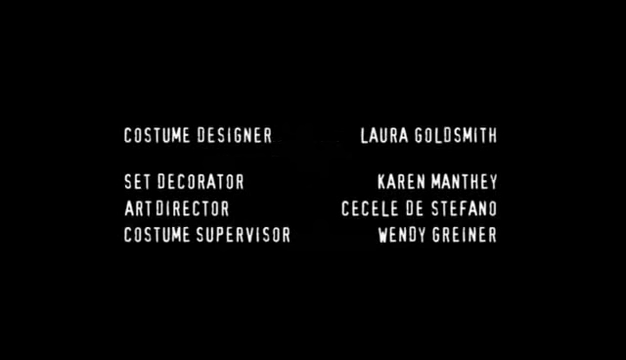 COSTUME DESIGNER LAURA GOLDSMITH
SET DECORATOR KAREN MANTHEY
ART DIRECTOR CECELE DE STEFANO
COSTUME SUPERVISOR WENDY GREINER